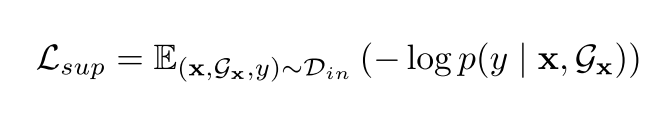 $\mathcal{L}_{sup} = \mathbb{E}_{(\mathbf{x},\mathcal{G}_{\mathbf{x}},y)\sim\mathcal{D}_{in}} \left(-\log p(y \mid \mathbf{x}, \mathcal{G}_{\mathbf{x}})\right)$